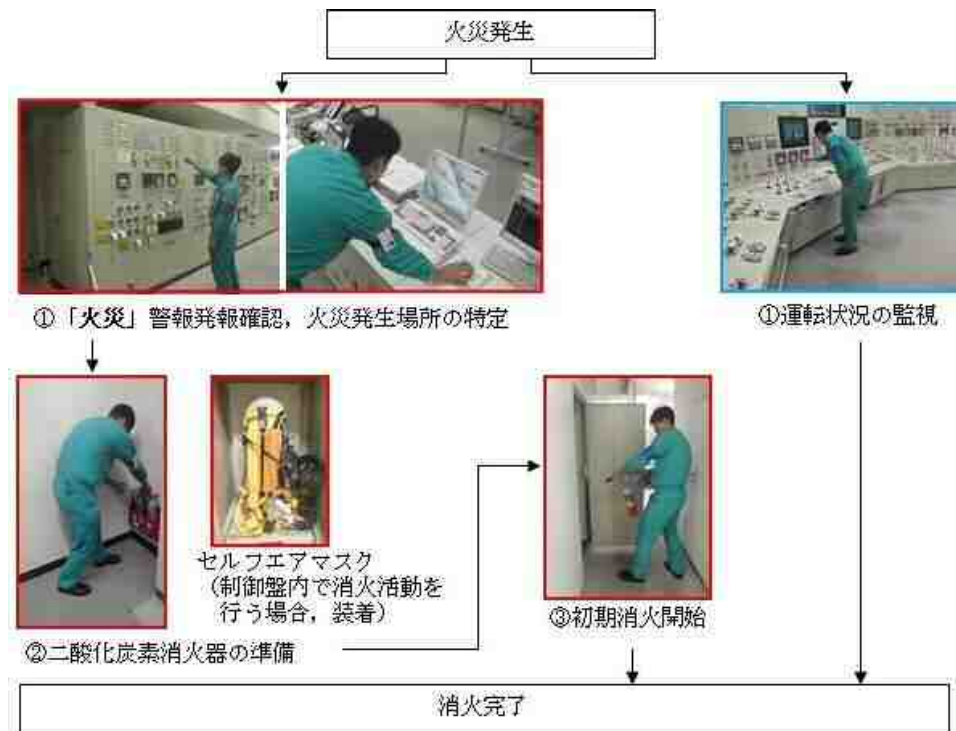 火災発生
①「火災」警報発報確認，火災発生場所の特定
①運転状況の監視
セルフエアマスク
（制御盤内で消火活動を
行う場合，装着）
②二酸化炭素消火器の準備
③初期消火開始
消火完了